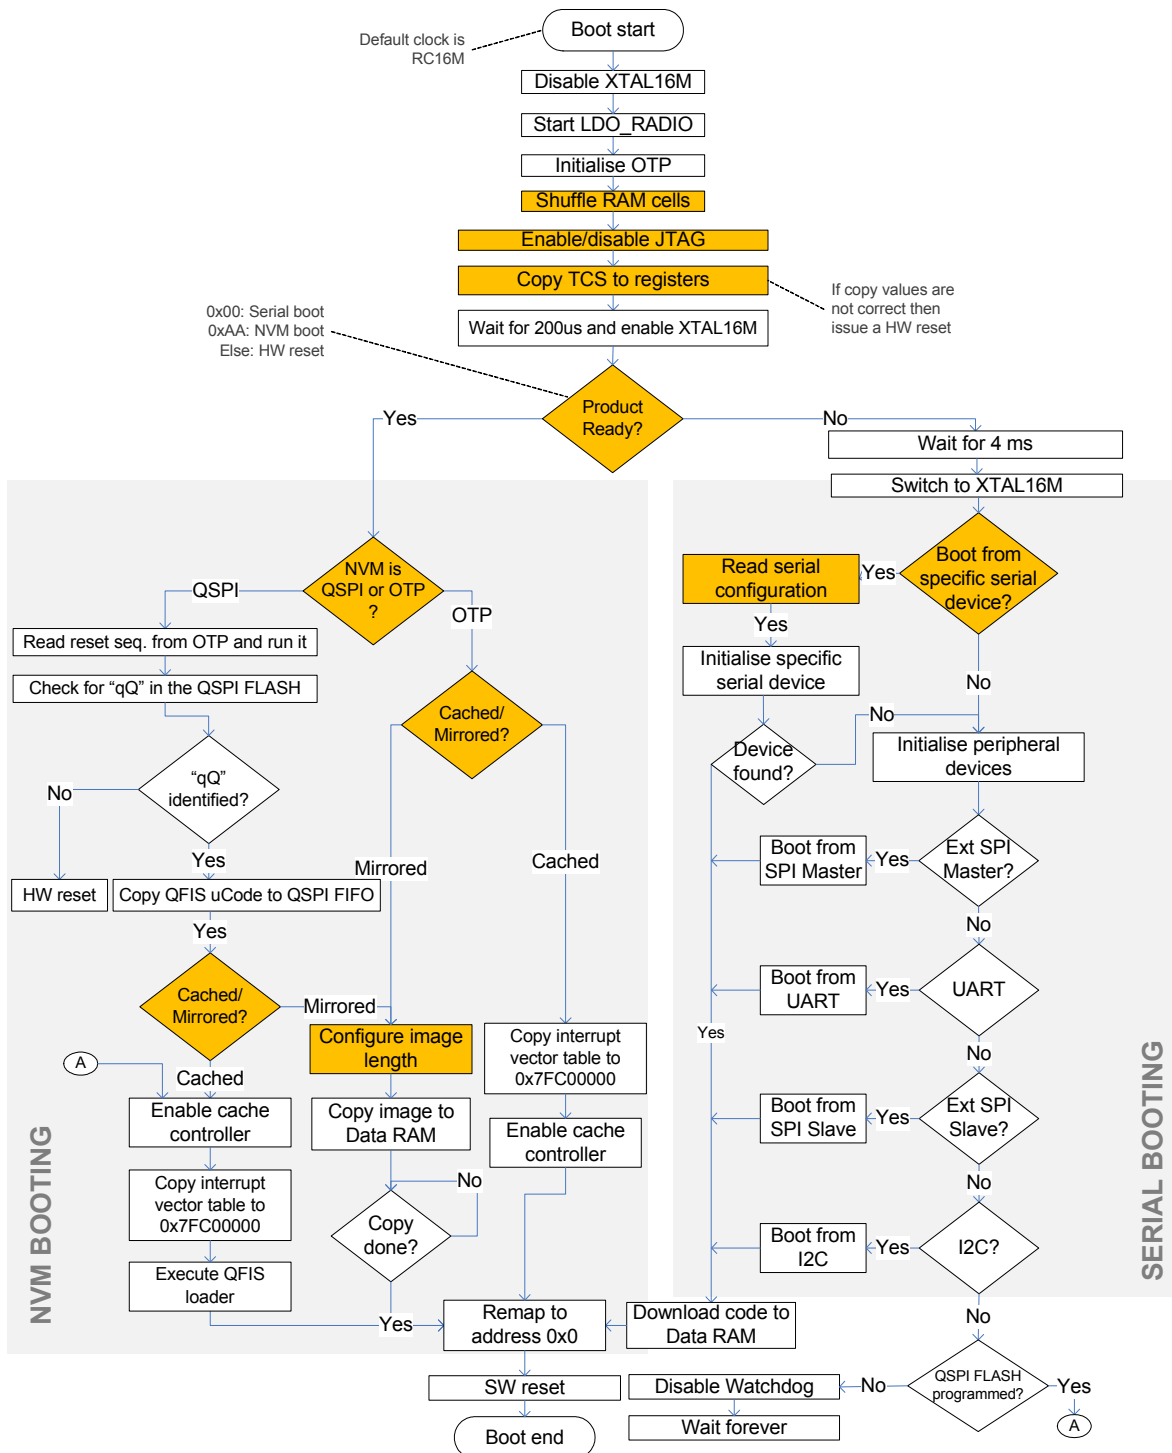 Boot start
Default clock is
RC16M
Disable XTAL16M
Start LDO_RADIO
Initialise OTP
Shuffle RAM cells
Enable/disable JTAG
Copy TCS to registers
If copy values are
not correct then
issue a HW reset
0x00: Serial boot
0xAA: NVM boot
Else: HW reset
Wait for 200us and enable XTAL16M
Product
Ready?
Yes
No
Wait for 4 ms
Switch to XTAL16M
NVM is
QSPI or OTP
?
QSPI
OTP
Read reset seq. from OTP and run it
Check for “qQ” in the QSPI FLASH
“qQ”
identified?
No
Yes
HW reset
Copy QFIS uCode to QSPI FIFO
Yes
Cached/
Mirrored?
Mirrored
Cached
A
Enable cache
controller
Copy interrupt
vector table to
0x7FC00000
Execute QFIS
loader
Cached/
Mirrored?
Mirrored
Cached
Configure image
length
Copy image to
Data RAM
No
Copy
done?
Yes
Copy interrupt
vector table to
0x7FC00000
Enable cache
controller
Remap to
address 0x0
SW reset
Boot end
NVM BOOTING
Boot from
specific serial
device?
Yes
Read serial
configuration
Yes
Initialise specific
serial device
No
Device
found?
No
Yes
Initialise peripheral
devices
Ext SPI
Master?
Yes
Boot from
SPI Master
No
UART
Yes
Boot from
UART
No
Ext SPI
Slave?
Yes
Boot from
SPI Slave
No
I2C?
Yes
Boot from
I2C
No
Download code to
Data RAM
QSPI FLASH
programmed?
No
Yes
A
Disable Watchdog
Wait forever
SERIAL BOOTING